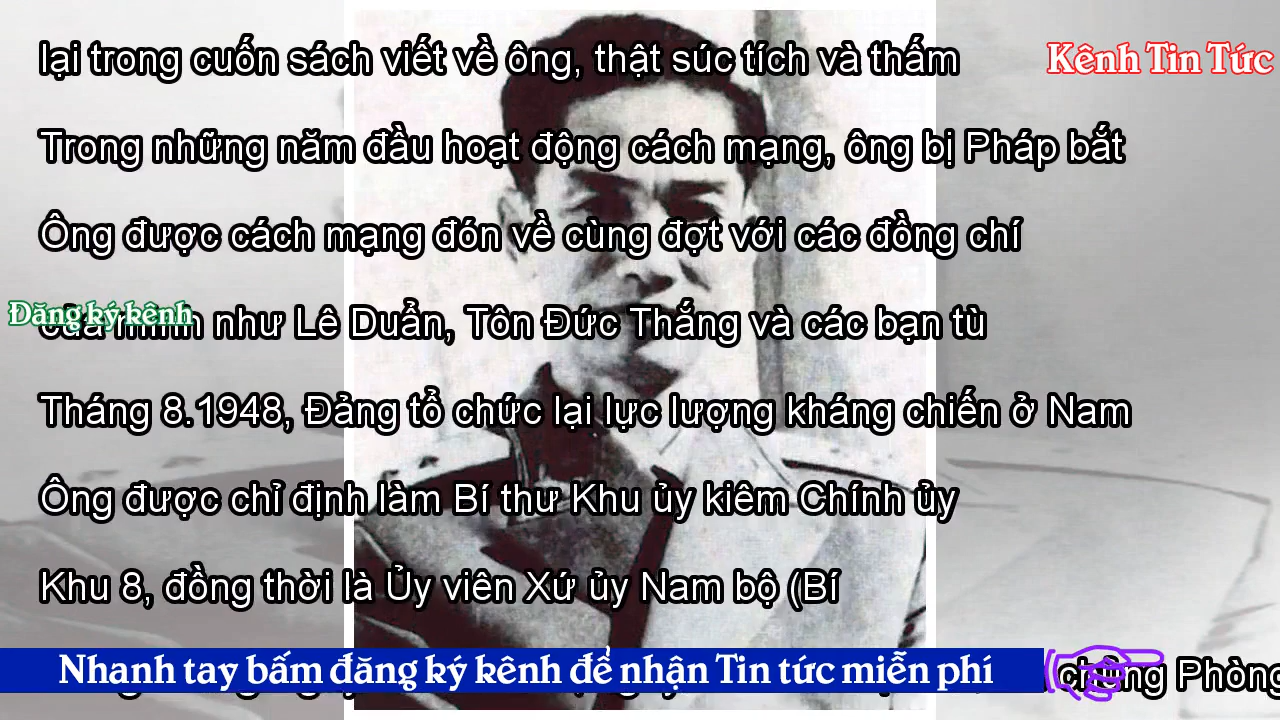 lại trong cuốn sách viết về ông, thật súc tích và thấm
Kênh Tin Tức
Trong những năm đầu hoạt động cách mạng, ông bị Pháp bắt
Ông được cách mạng đón về cùng đợt với các đồng chí
Đăng ký kênh
của mình như Lê Duẩn, Tôn Đức Thắng và các bạn tù
Tháng 8.1948, Đảng tổ chức lại lực lượng kháng chiến ở Nam
Ông được chỉ định làm Bí thư Khu ủy kiêm Chính ủy
Khu 8, đồng thời là Ủy viên Xứ ủy Nam bộ (Bí
Nhanh tay bấm đăng ký kênh để nhận Tin tức miễn phí
chủng Phòng